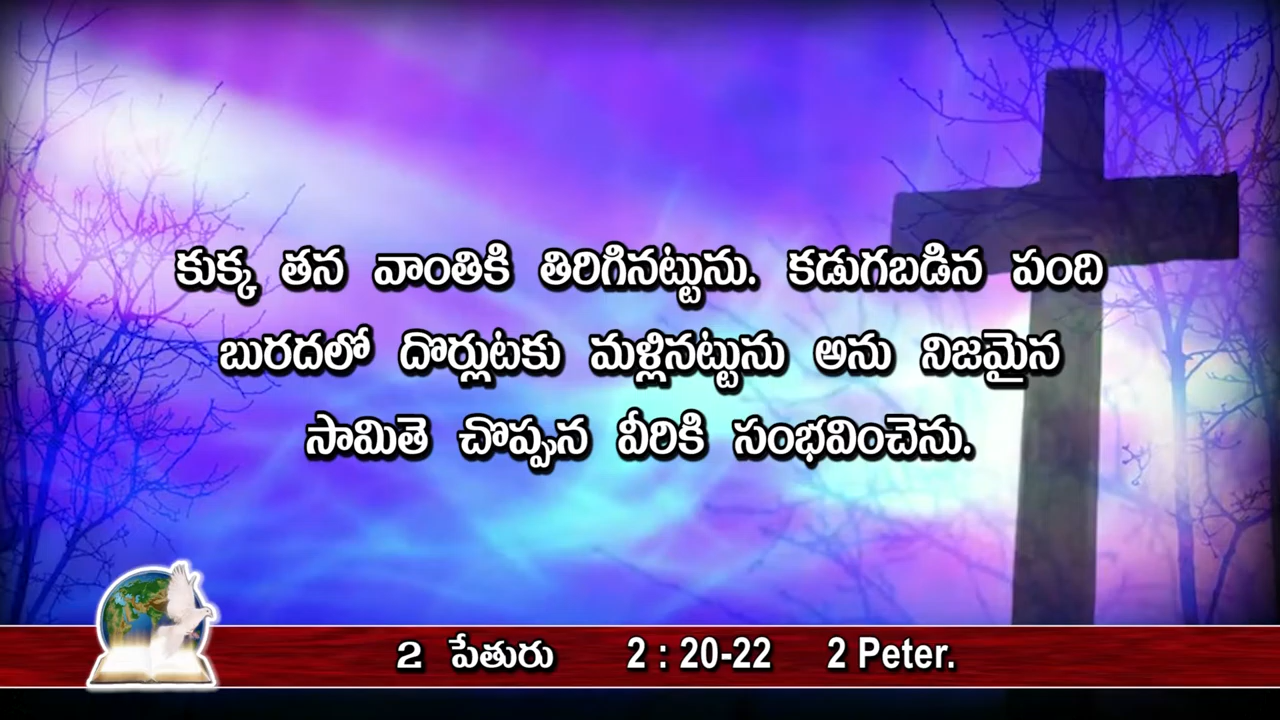 కుక్క తన వాంతికి తిరిగినట్టును. కడుగబడిన పంది
బురదలో దొర్లుటకు మళ్లినట్టును అను నిజమైన
సామితె చొప్పున వీరికి సంభవించెను.
2 పేతురు 2 : 20-22 2 Peter.